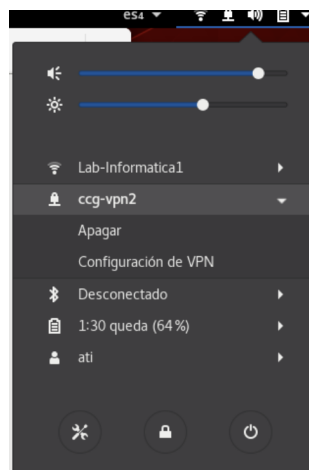 es4
Lab-Informatica1
ccg-vpn2
Apagar
Configuración de VPN
Desconectado
1:30 queda (64 %)
ati